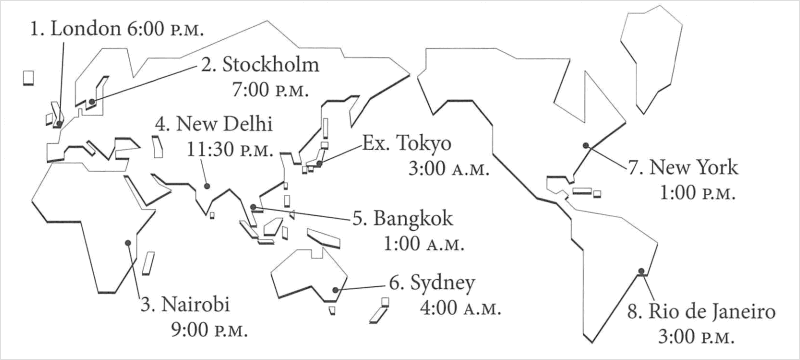 1. London 6:00 P.M.
2. Stockholm
7:00 P.M.
4. New Delhi
11:30 P.M.
Ex. Tokyo
3:00 A.M.
7. New York
1:00 P.M.
5. Bangkok
1:00 A.M.
6. Sydney
4:00 A.M.
3. Nairobi
9:00 P.M.
8. Rio de Janeiro
3:00 P.M.